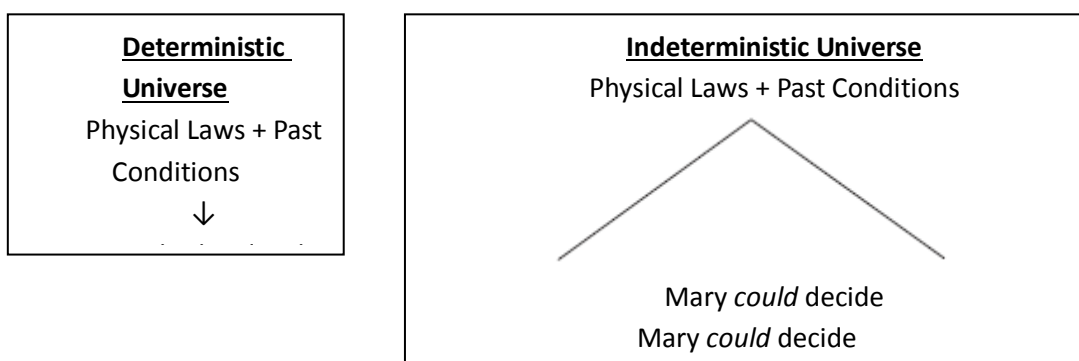 Deterministic
Universe
Physical Laws + Past
Conditions
↓
Indeterministic Universe
Physical Laws + Past Conditions
Mary could decide
Mary could decide